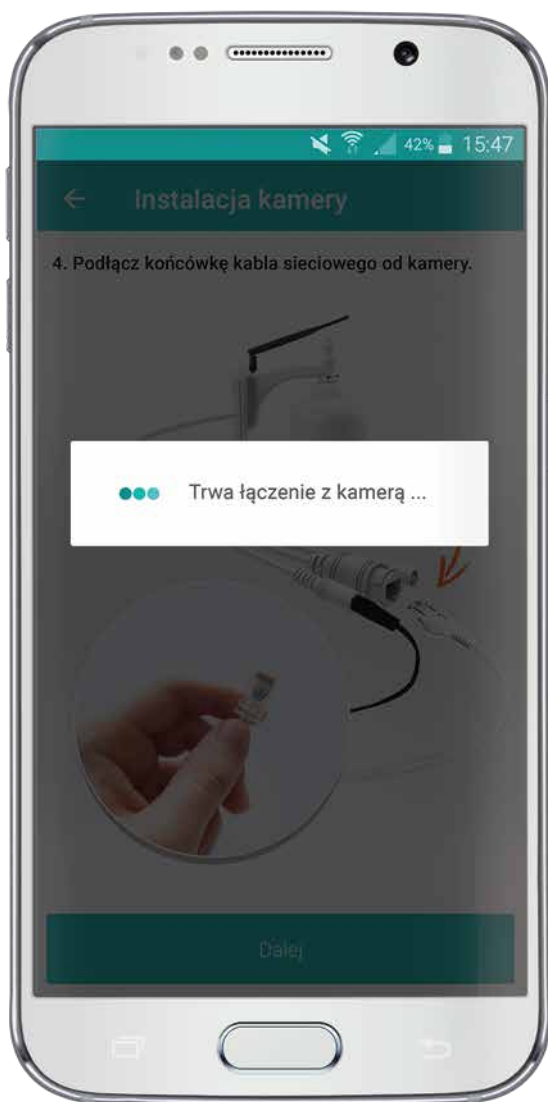 42% 15:47
Instalacja kamery
4. Podłącz końcówkę kabla sieciowego od kamery.
Trwa łączenie z kamerą ...
Dalej